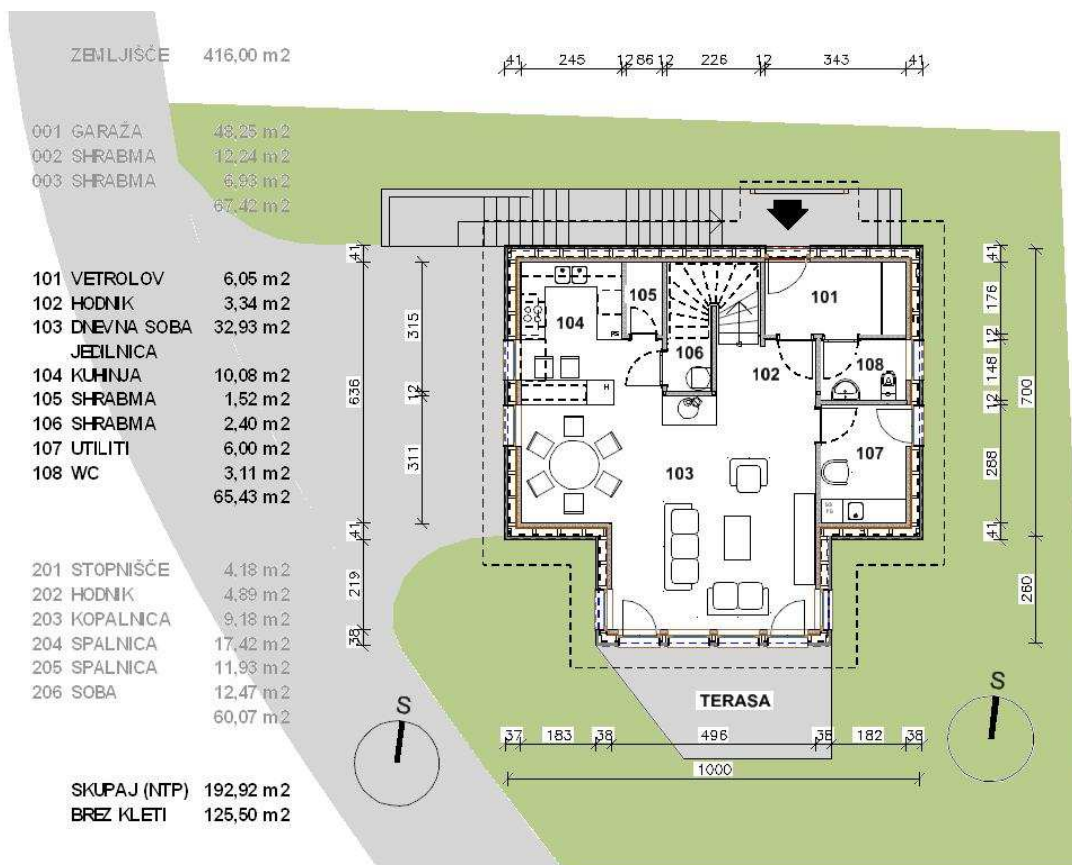 ZEMLJIŠČE 416,00 m2
001 GARAŽA 48,25 m2
002 SHRABMA 12,24 m2
003 SHRABMA 6,93 m2
67,42 m2
101 VETROLOV 6,05 m2
102 HODNIK 3,34 m2
103 DNEVNA SOBA 32,93 m2
JEDILNICA
104 KUHINJA 10,08 m2
105 SHRABMA 1,52 m2
106 SHRABMA 2,40 m2
107 UTILITI 6,00 m2
108 WC 3,11 m2
65,43 m2
201 STOPNIŠČE 4,18 m2
202 HODNIK 4,89 m2
203 KOPALNICA 9,18 m2
204 SPALNICA 17,42 m2
205 SPALNICA 11,93 m2
206 SOBA 12,47 m2
60,07 m2
SKUPAJ (NTP) 192,92 m2
BREZ KLETI 125,50 m2
41 245 12 86 12 226 12 343 41
41 636 41 219 38
315 12 311
101
105
104
106
102
108
103
107
H
176 12 148 12 288 41
41 700 260
TERASA
37 183 38 496 38 182 38
1000
S
S